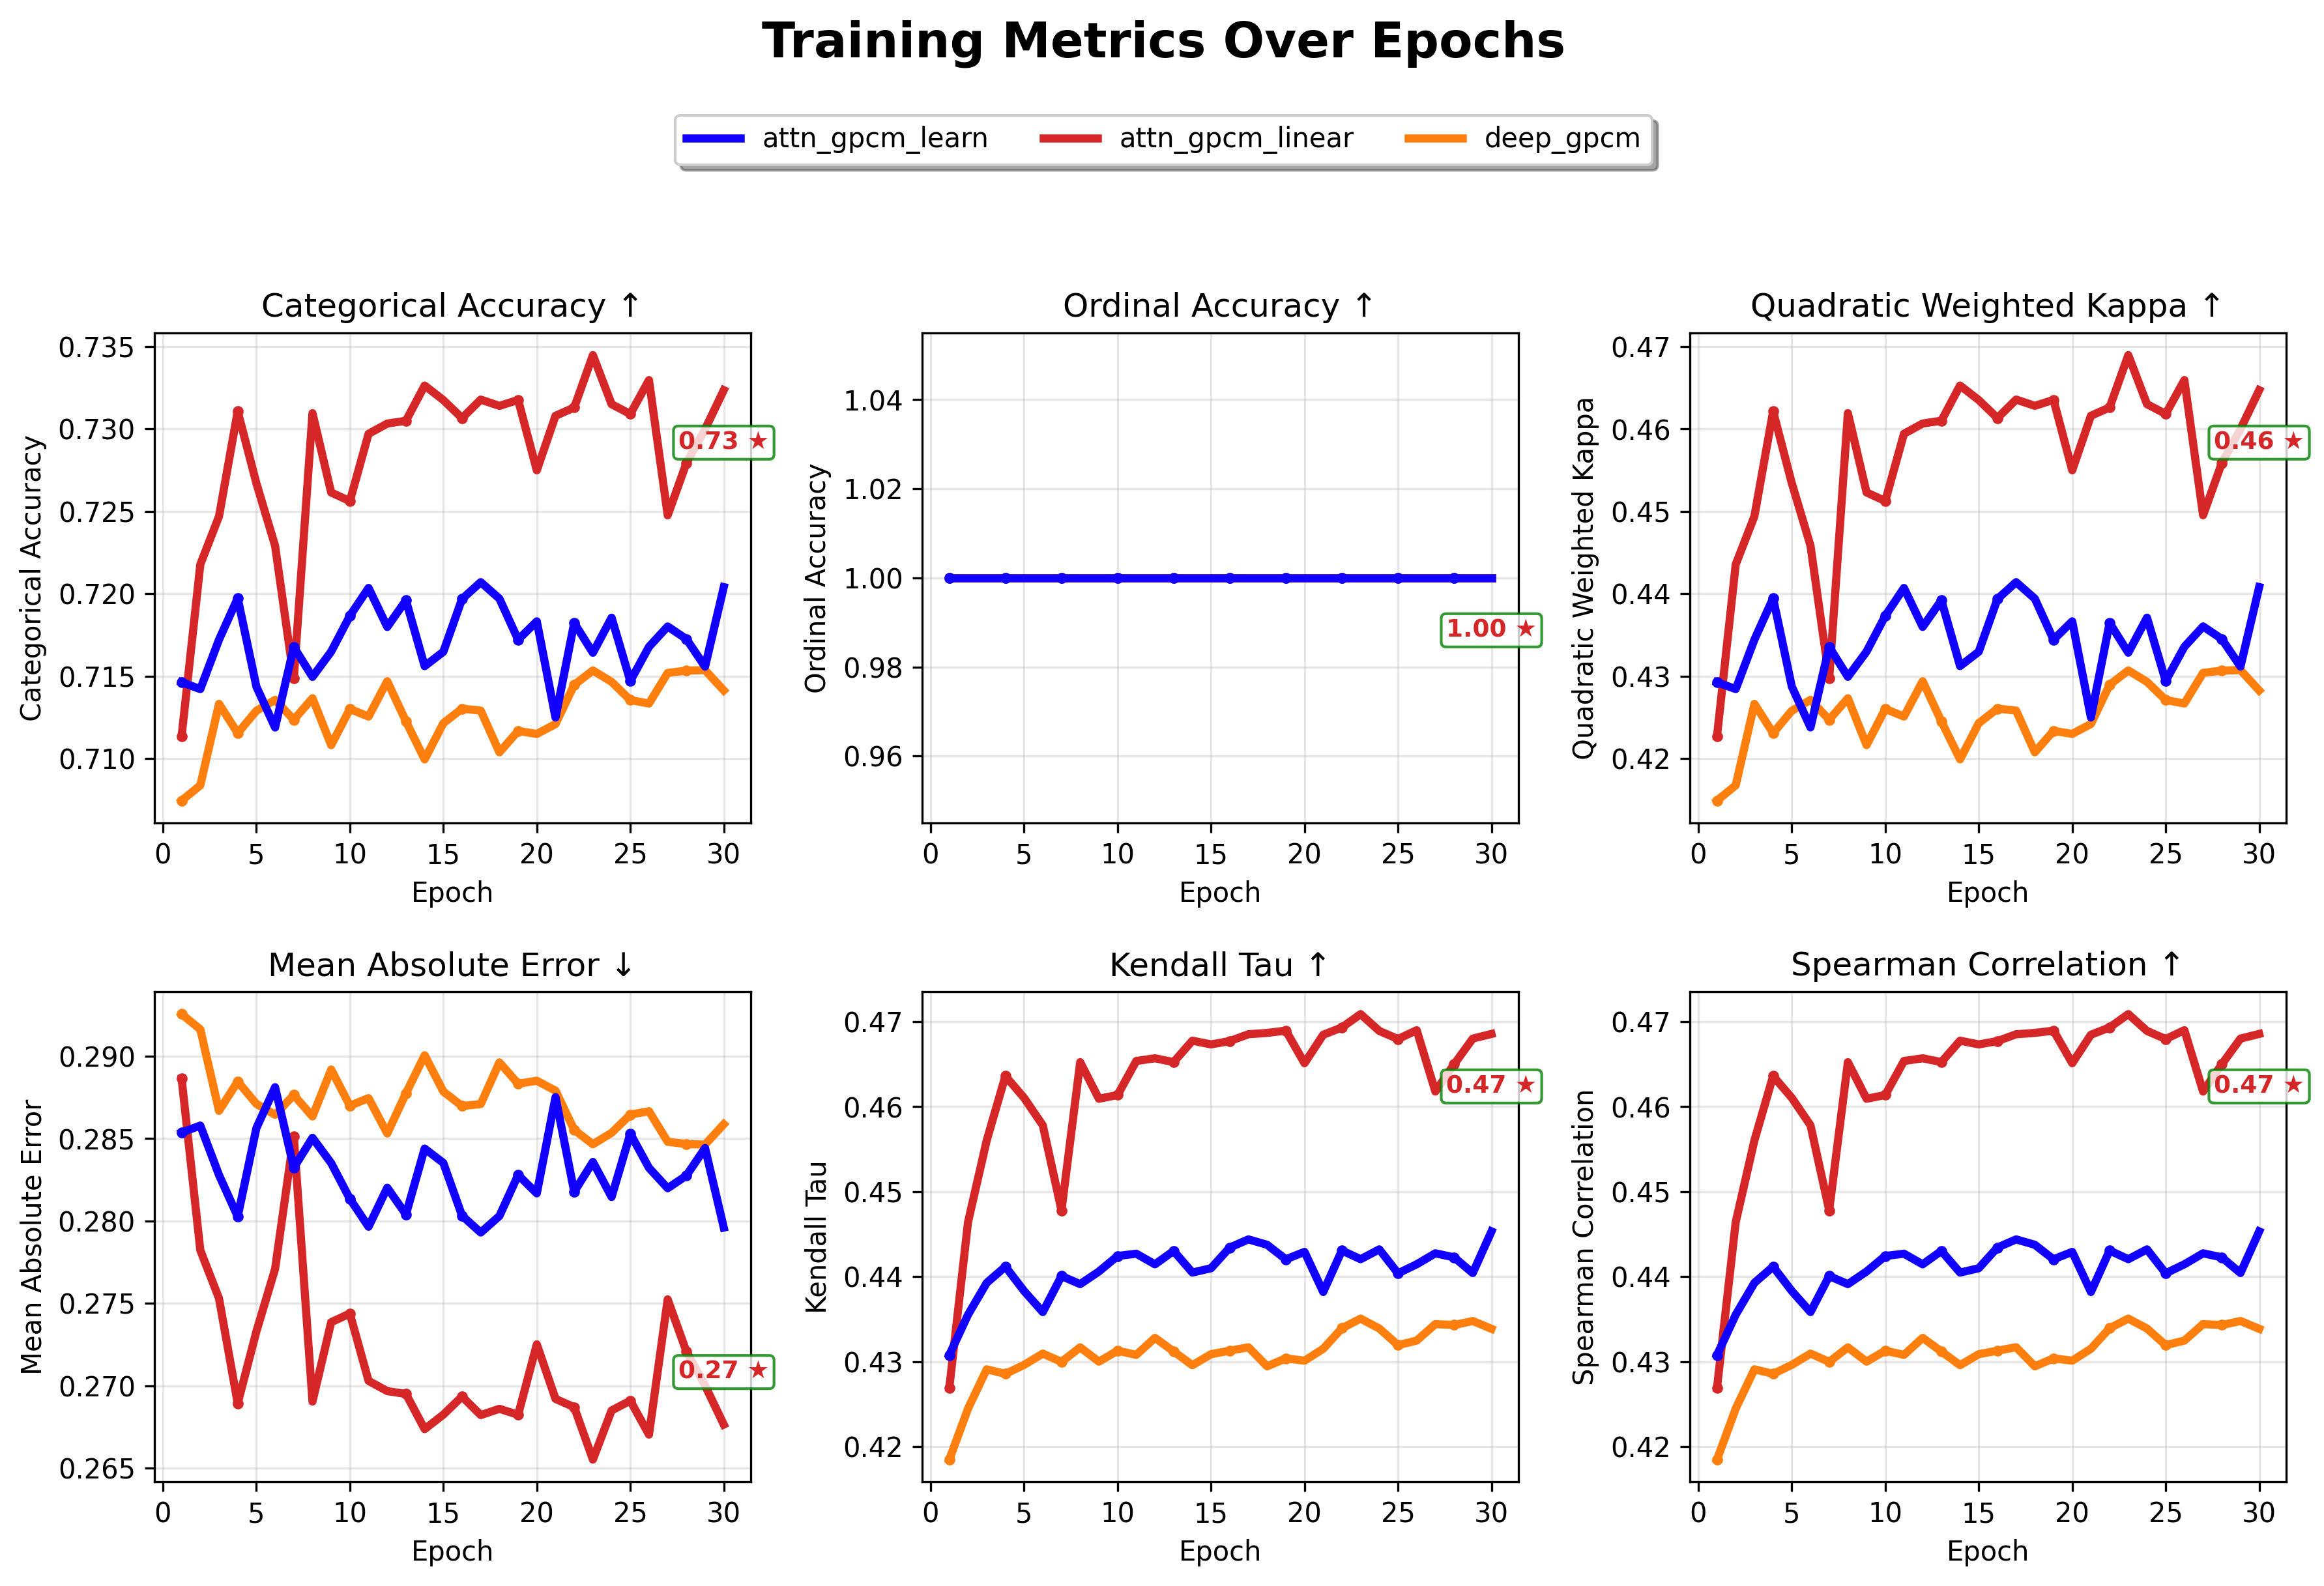 Training Metrics Over Epochs
attn_gpcm_learn attn_gpcm_linear deep_gpcm
Categorical Accuracy ↑
Categorical Accuracy
0.735
0.730
0.725
0.720
0.715
0.710
0.73 ★
0 5 10 15 20 25 30
Epoch
Ordinal Accuracy ↑
Ordinal Accuracy
1.04
1.02
1.00
0.98
0.96
1.00 ★
0 5 10 15 20 25 30
Epoch
Quadratic Weighted Kappa ↑
Quadratic Weighted Kappa
0.47
0.46
0.45
0.44
0.43
0.42
0.46 ★
0 5 10 15 20 25 30
Epoch
Mean Absolute Error ↓
Mean Absolute Error
0.290
0.285
0.280
0.275
0.270
0.265
0.27 ★
0 5 10 15 20 25 30
Epoch
Kendall Tau ↑
Kendall Tau
0.47
0.46
0.45
0.44
0.43
0.42
0.47 ★
0 5 10 15 20 25 30
Epoch
Spearman Correlation ↑
Spearman Correlation
0.47
0.46
0.45
0.44
0.43
0.42
0.47 ★
0 5 10 15 20 25 30
Epoch